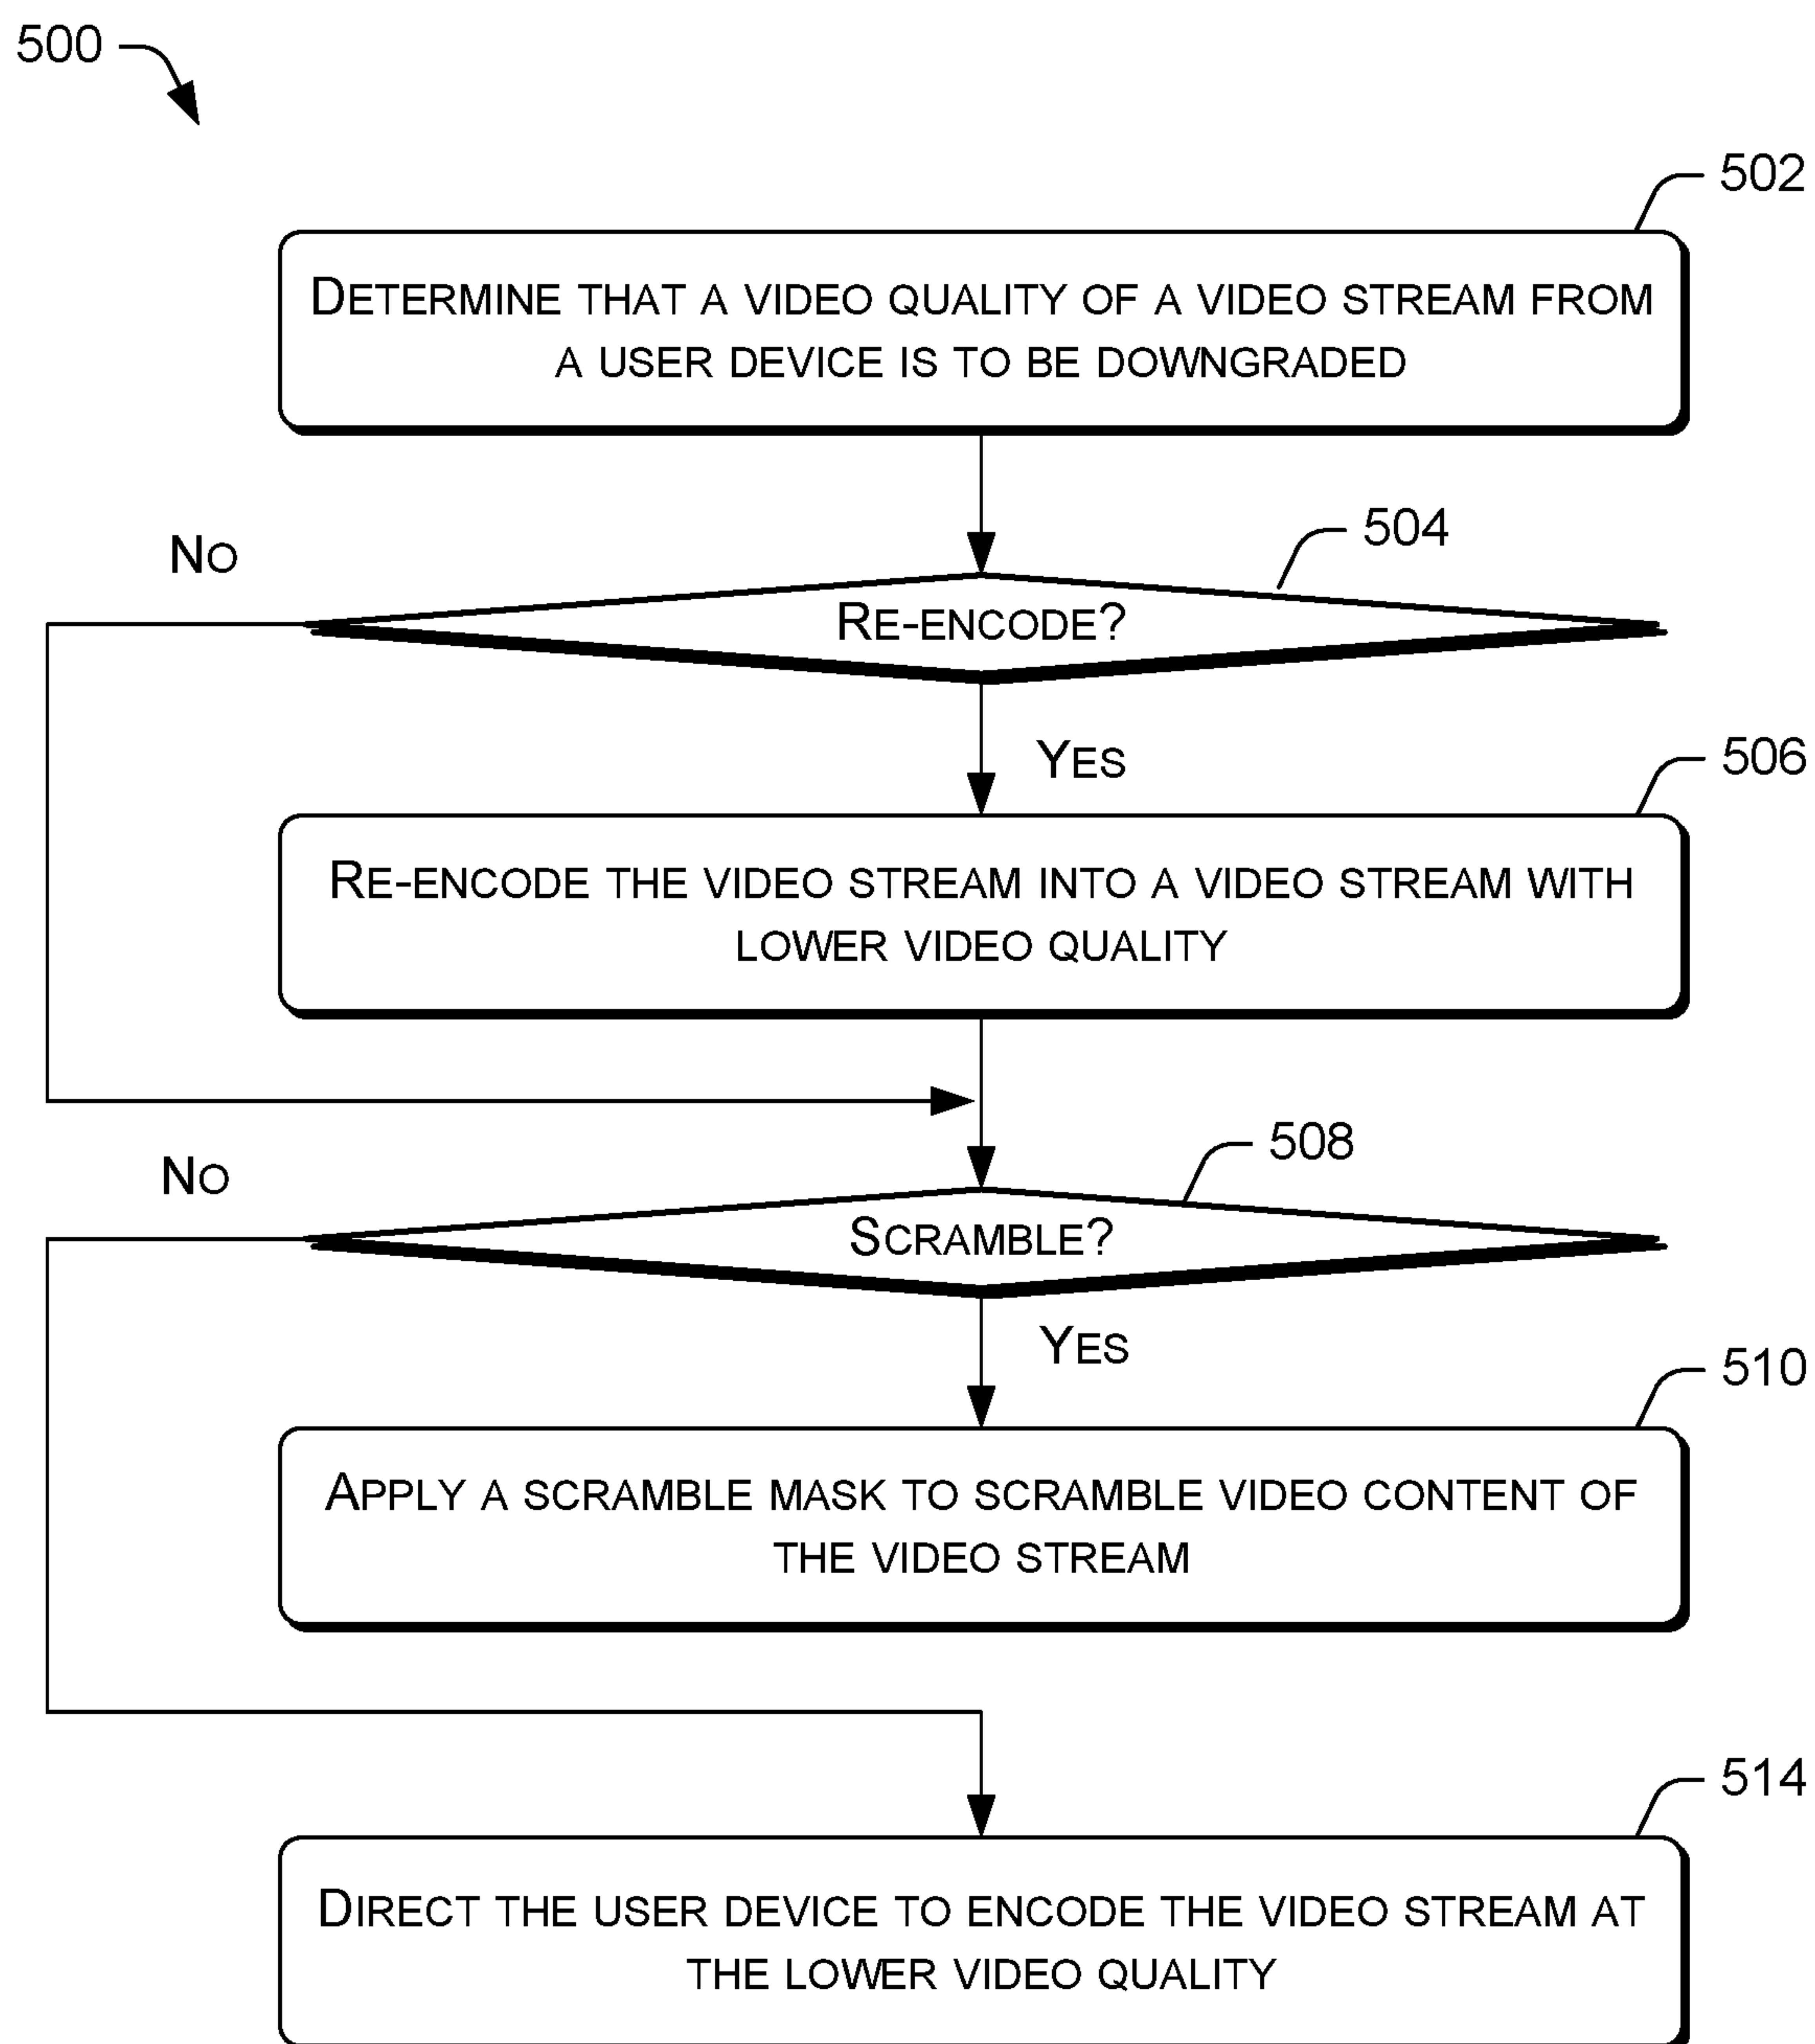 500
502
DETERMINE THAT A VIDEO QUALITY OF A VIDEO STREAM FROM
A USER DEVICE IS TO BE DOWNGRADED
504
NO
RE-ENCODE?
YES
506
RE-ENCODE THE VIDEO STREAM INTO A VIDEO STREAM WITH
LOWER VIDEO QUALITY
508
NO
SCRAMBLE?
YES
510
APPLY A SCRAMBLE MASK TO SCRAMBLE VIDEO CONTENT OF
THE VIDEO STREAM
514
DIRECT THE USER DEVICE TO ENCODE THE VIDEO STREAM AT
THE LOWER VIDEO QUALITY